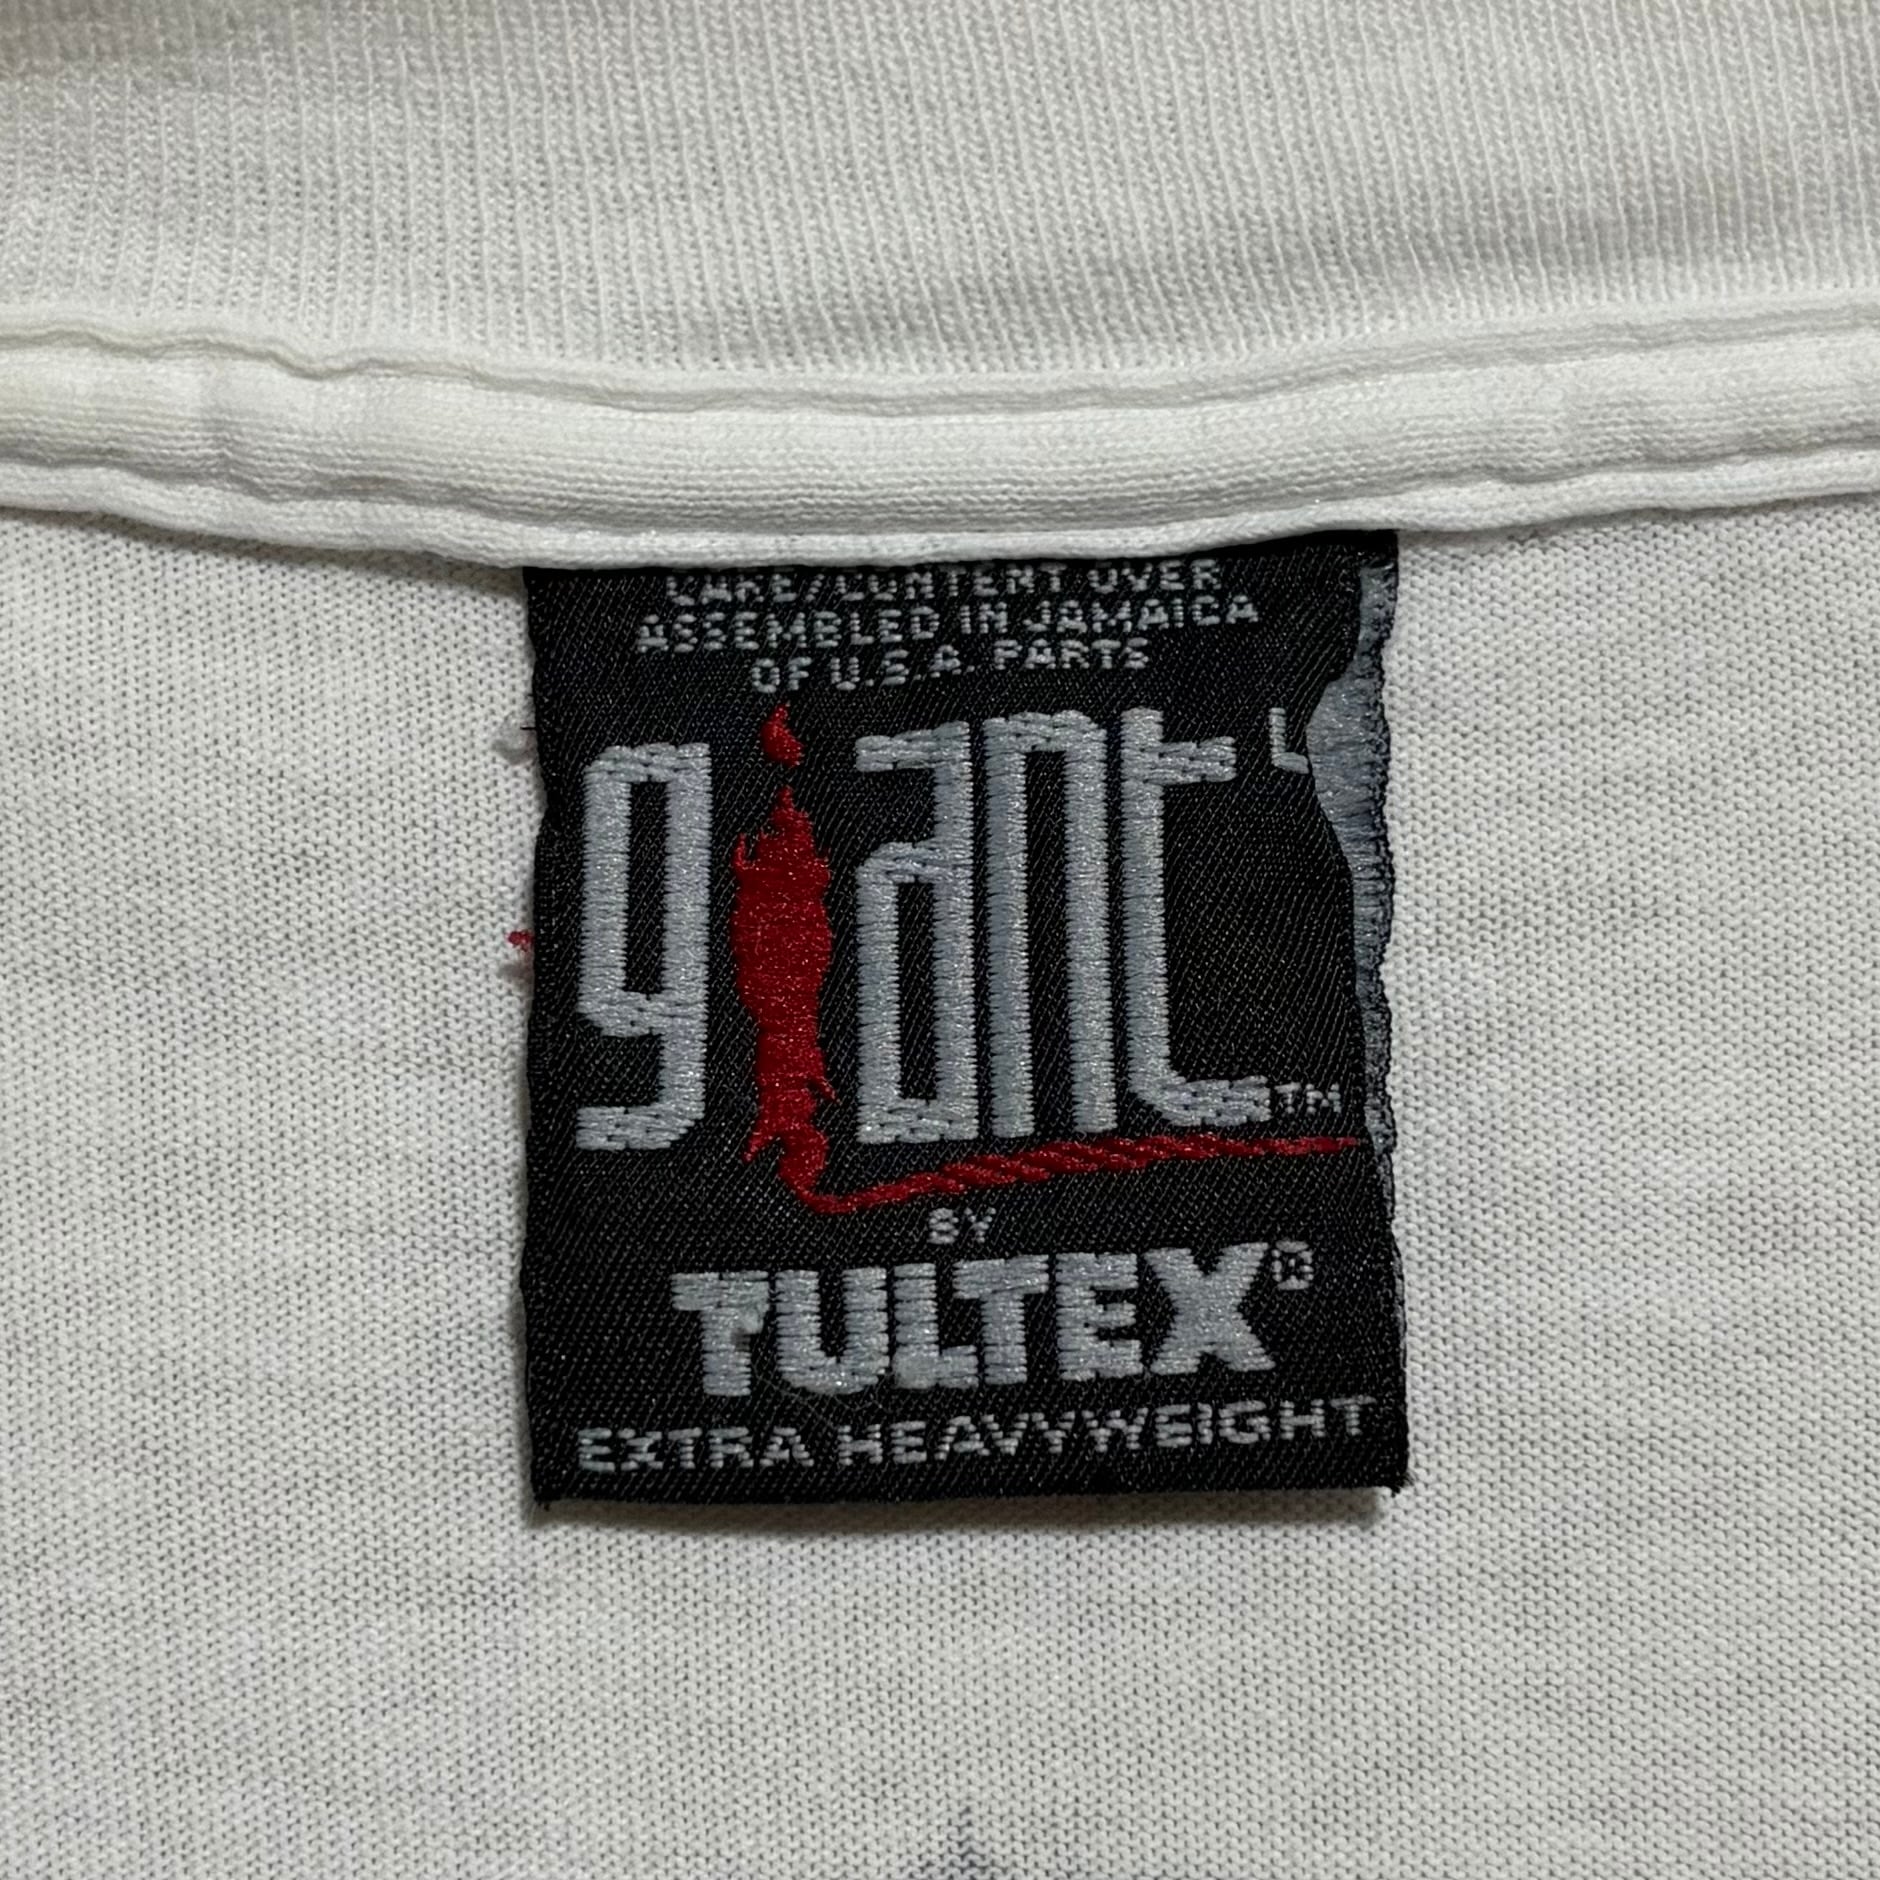 CARE/CONTENT OVER
ASSEMBLED IN JAMAICA
OF U.S.A. PARTS
giant L
TM
BY
TULTEX®
EXTRA HEAVYWEIGHT